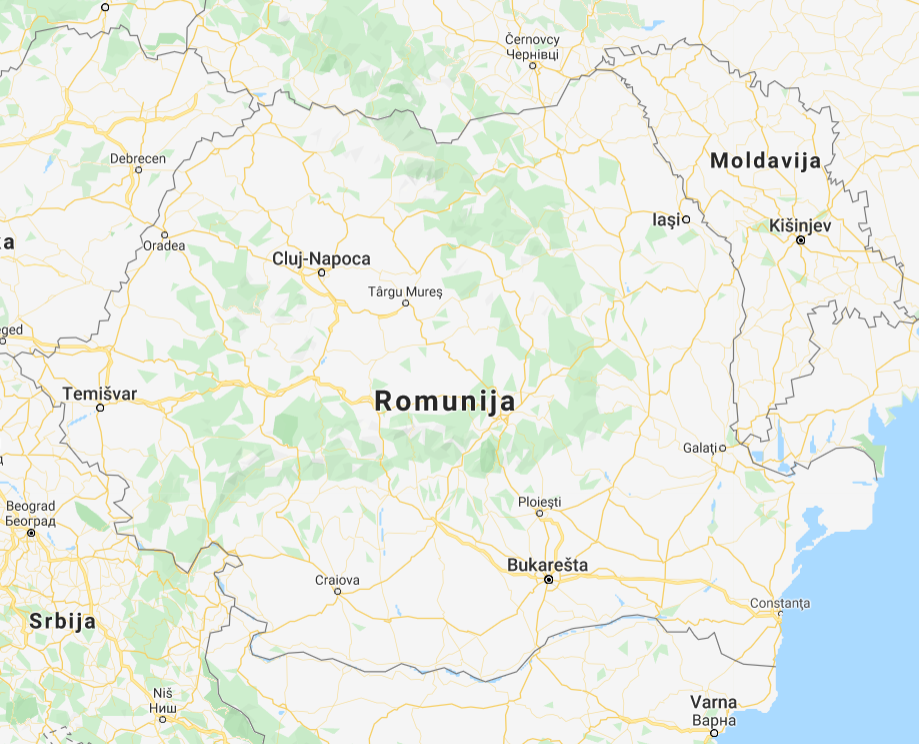 Černovcy
Чернівці
Debrecen
Moldavija
Iaşi
Kišinjev
a
Oradea
Cluj-Napoca
Târgu Mureş
ged
Temišvar
Romunija
Galaţi
Beograd
Београд
Ploieşti
Bukarešta
Craiova
Constanţa
Srbija
Niš
Ниш
Varna
Варна